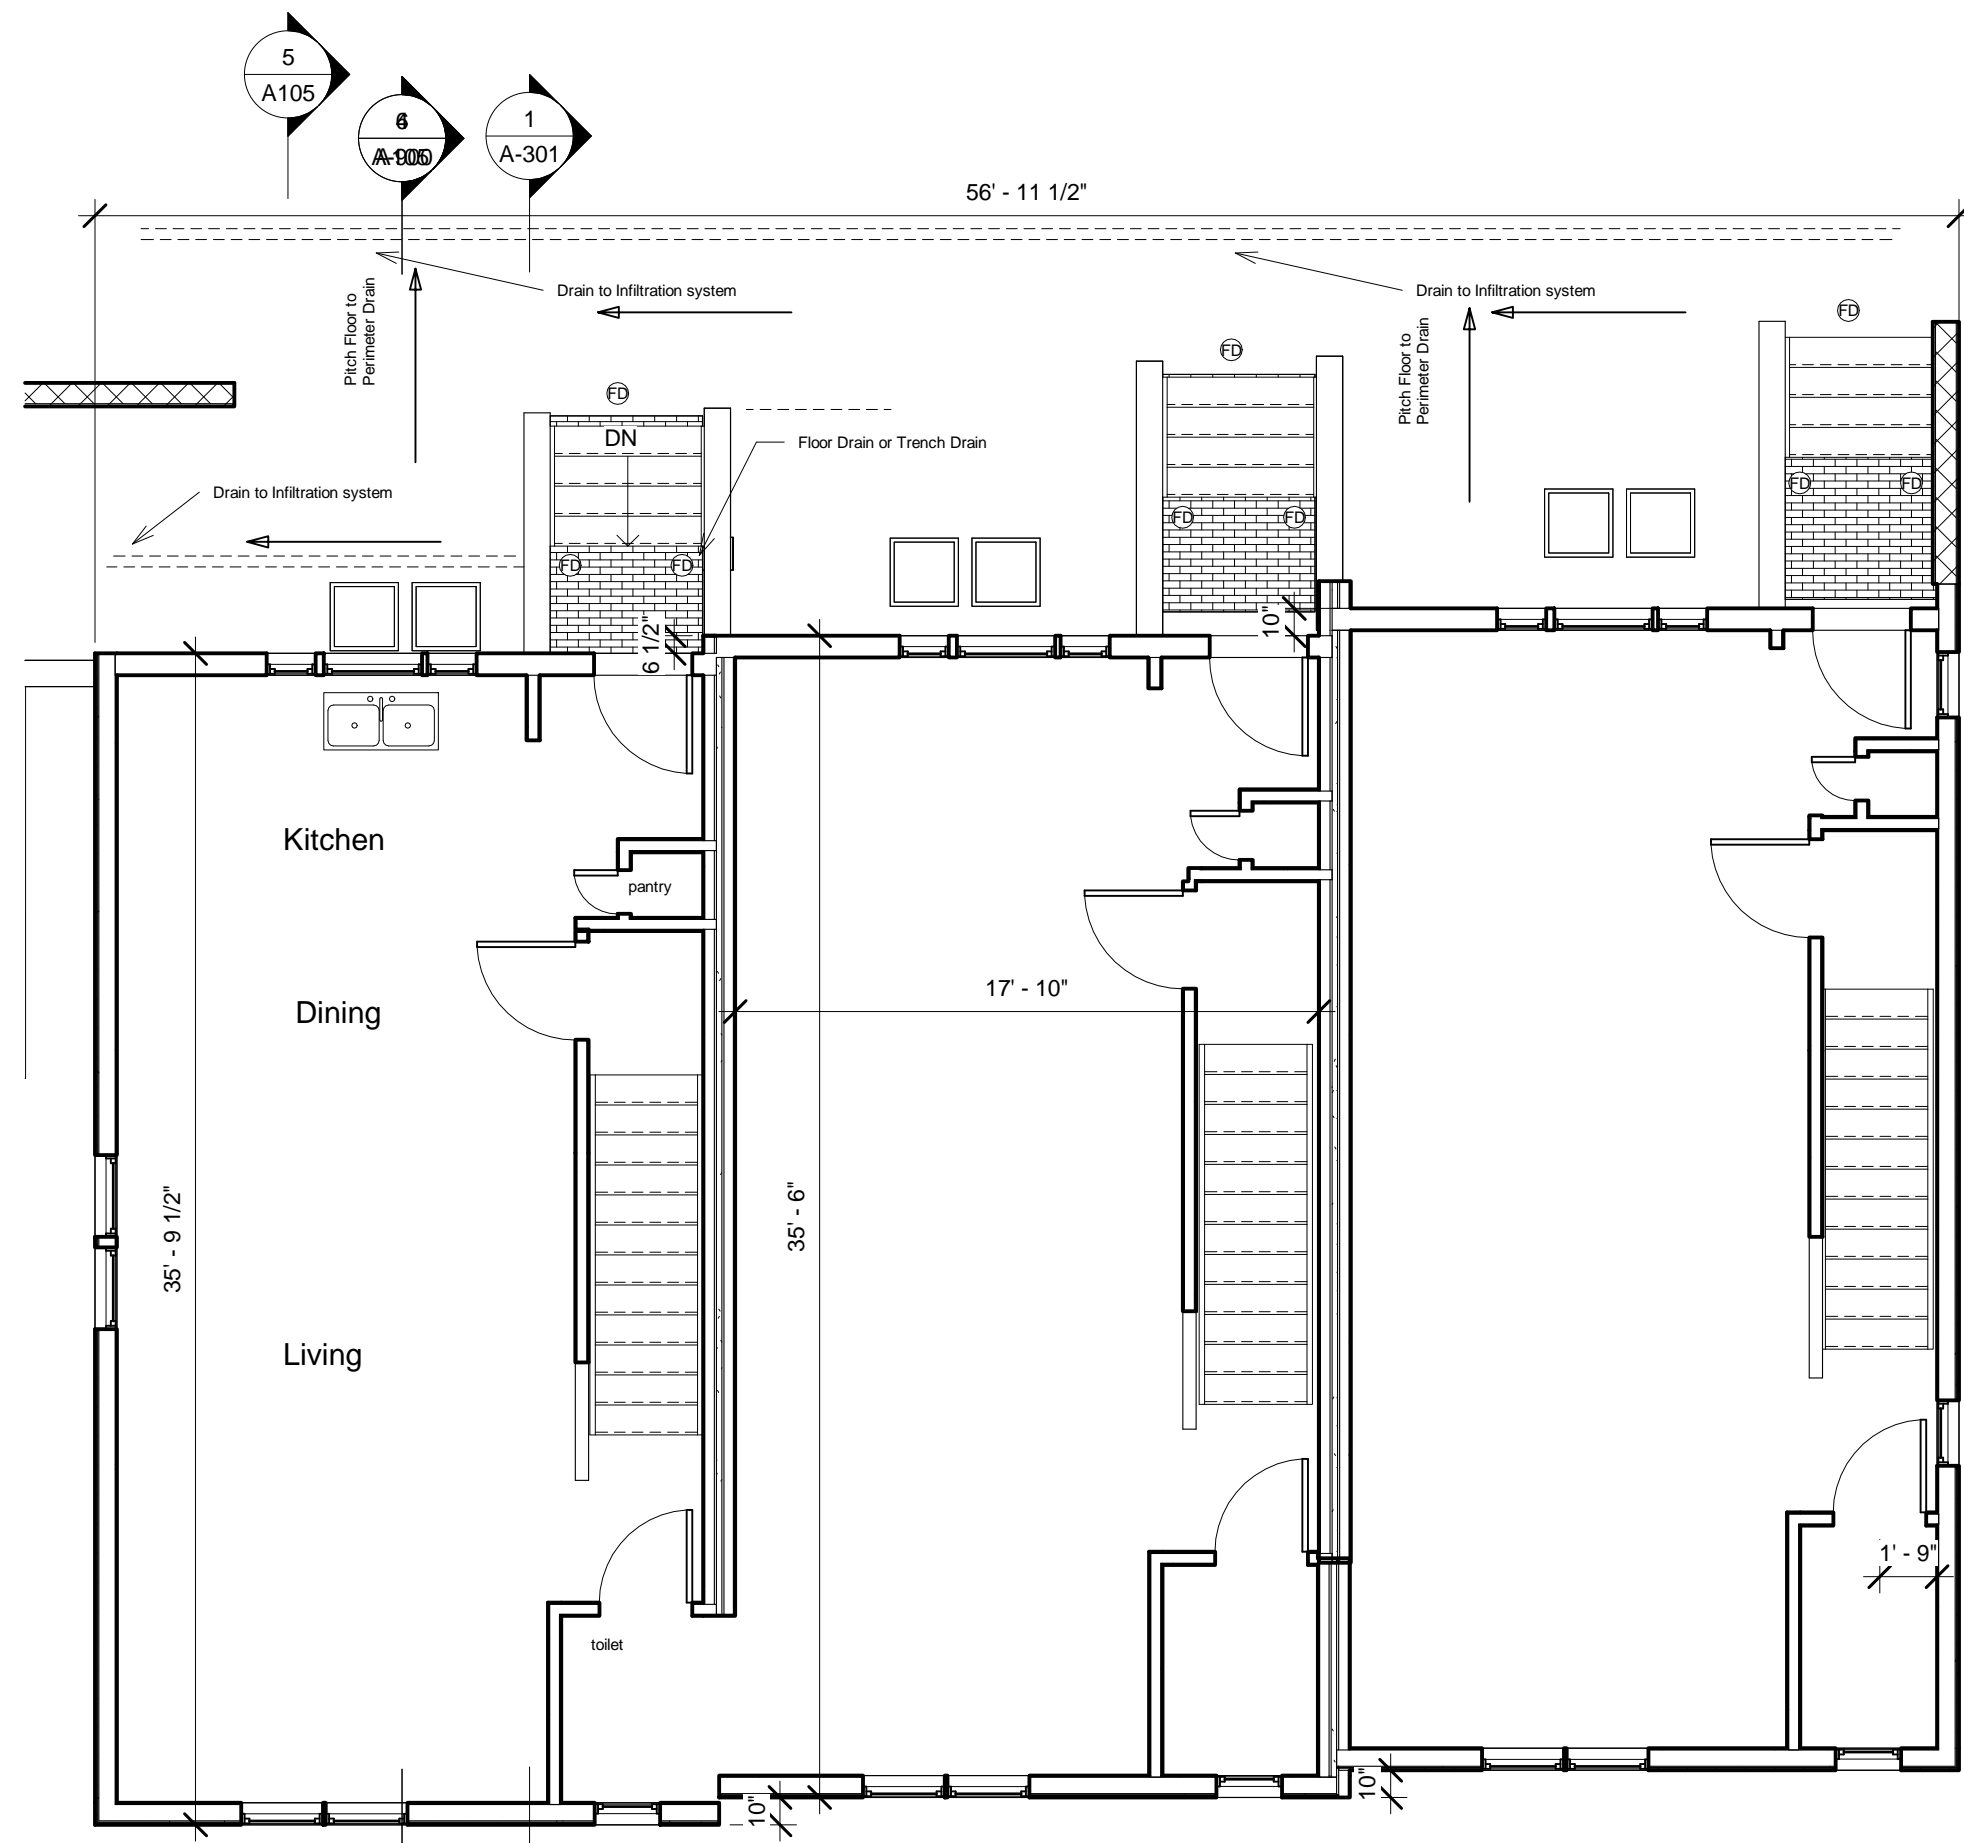 5
A105
1
A-301
56' - 11 1/2"
Drain to Infiltration system
Drain to Infiltration system
Pitch Floor to
Perimeter Drain
Pitch Floor to
Perimeter Drain
FD
FD
FD
DN
Floor Drain or Trench Drain
Drain to Infiltration system
FD
FD
FD
FD
FD
FD
6 1/2"
10"
Kitchen
pantry
Dining
17' - 10"
35' - 9 1/2"
35' - 6"
Living
1' - 9"
toilet
10"
10"